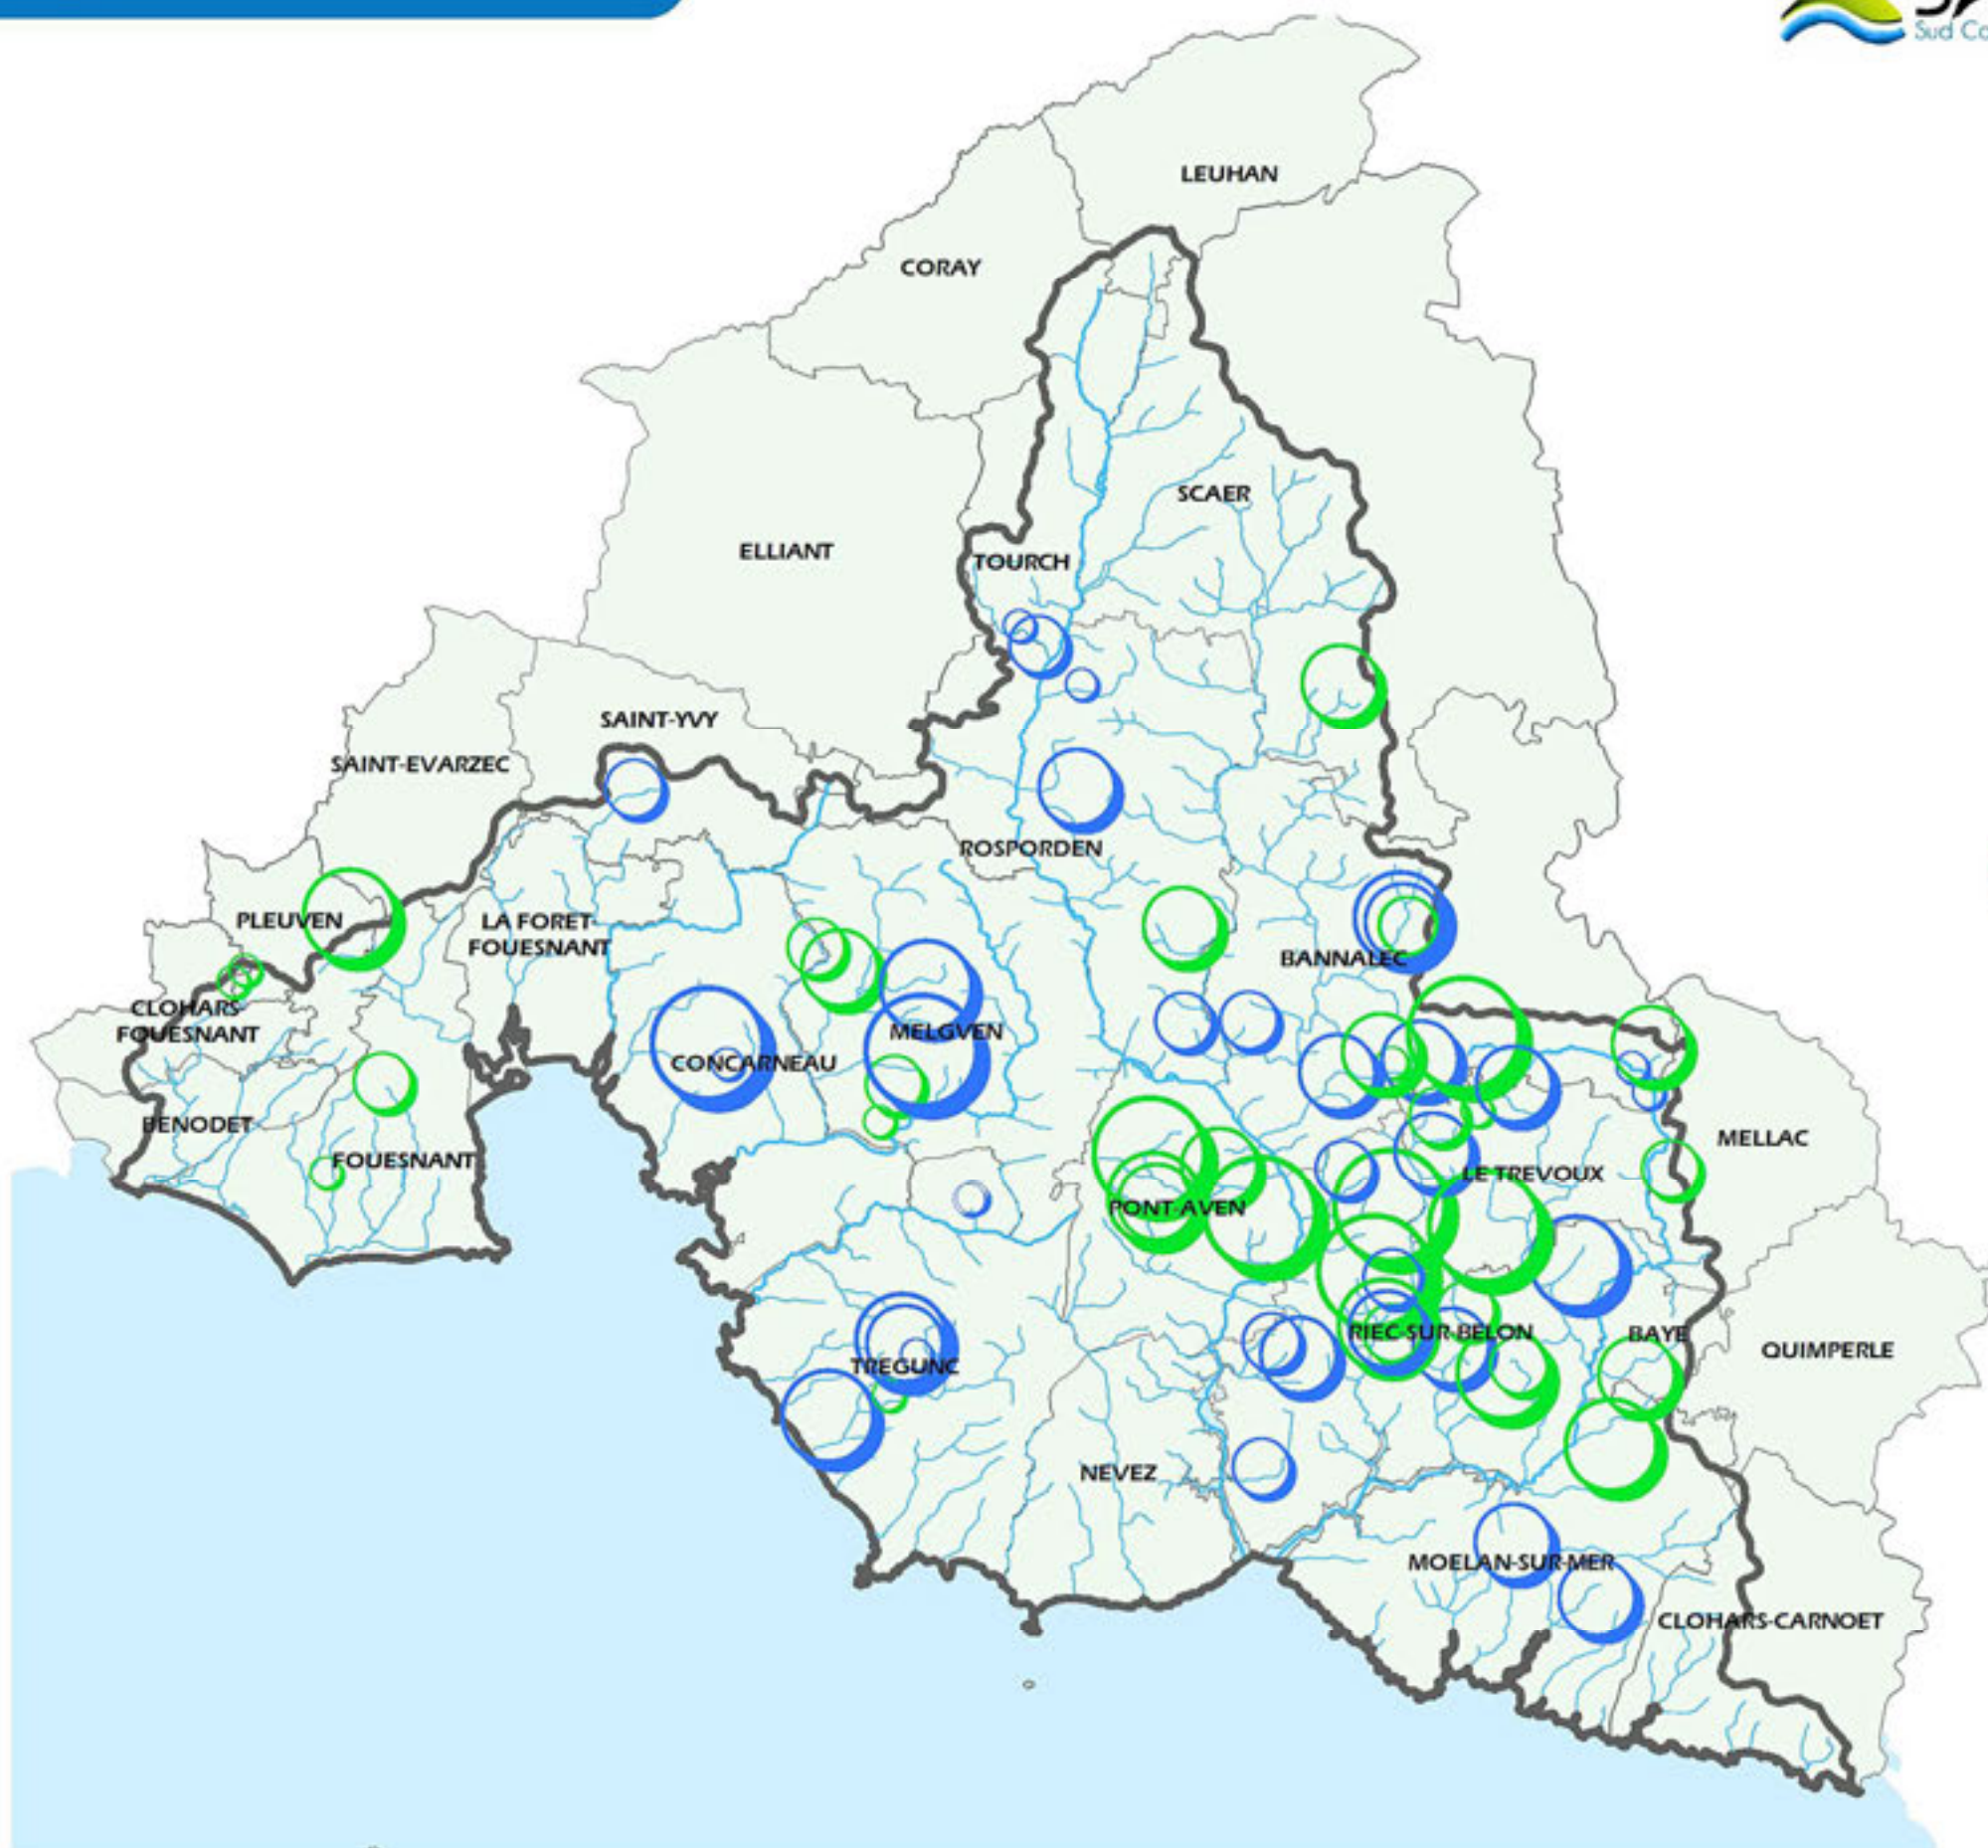 Sud Co
LEUHAN
CORAY
SCAER
ELLIANT
TOURCH
SAINT-YVY
SAINT-EVARZEC
ROSPORDEN
PLEUVEN
LA FORET-
FOUESNANT
BANNALEC
CLOHARS-
FOUESNANT
MELGVEN
CONCARNEAU
BENODET
MELLAC
FOUESNANT
LE TREVOUX
PONT-AVEN
RIEC-SUR-BELON
BAYE
QUIMPERLE
TREGUNC
NEVEZ
MOELAN-SUR-MER
CLOHARS-CARNOET